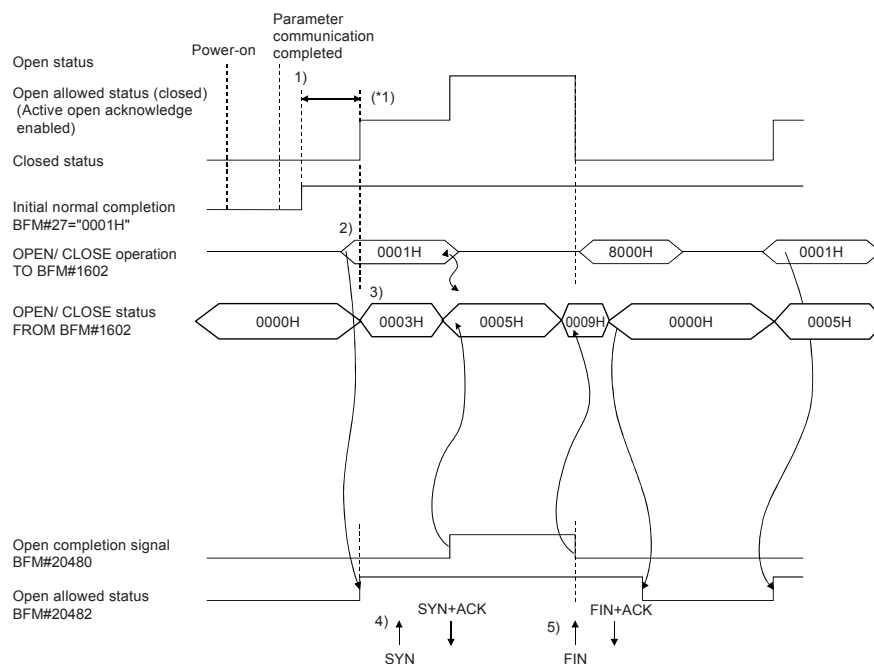 Parameter
communication
completed
Power-on
Open status
1)
Open allowed status (closed)
(Active open acknowledge
enabled)
(*1)
Closed status
Initial normal completion
BFM#27="0001H"
2)
OPEN/ CLOSE operation
TO BFM#1602
0001H
8000H
0001H
3)
OPEN/ CLOSE status
FROM BFM#1602
0000H
0003H
0005H
0009H
0000H
0005H
Open completion signal
BFM#20480
Open allowed status
BFM#20482
SYN+ACK
FIN+ACK
4)
5)
SYN
FIN